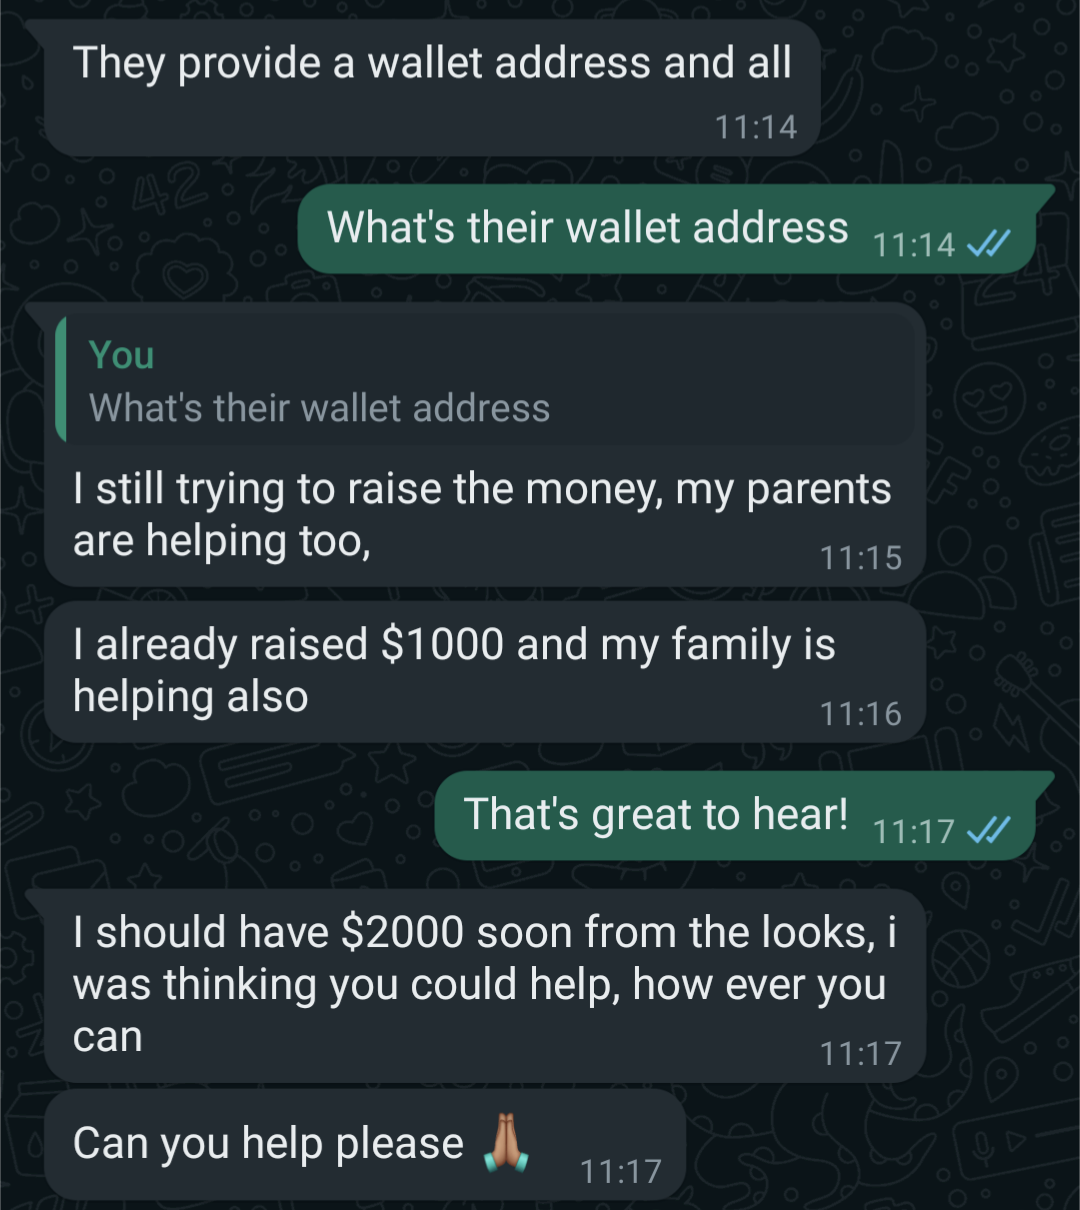 They provide a wallet address and all
11:14
What's their wallet address
11:14
You
What's their wallet address
I still trying to raise the money, my parents
are helping too,
11:15
I already raised $1000 and my family is
helping also
11:16
That's great to hear!
11:17
I should have $2000 soon from the looks, i
was thinking you could help, how ever you
can
11:17
Can you help please 🙏🏽
11:17